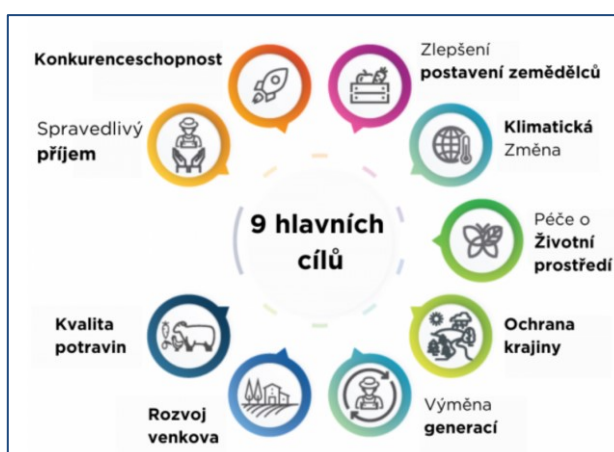 Konkurenceschopnost
Zlepšení
postavení zemědělců
Spravedlivý
příjem
Klimatická
Změna
9 hlavních
cílů
Péče o
Životní
prostředí
Kvalita
potravin
Ochrana
krajiny
Rozvoj
venkova
Výměna
generací